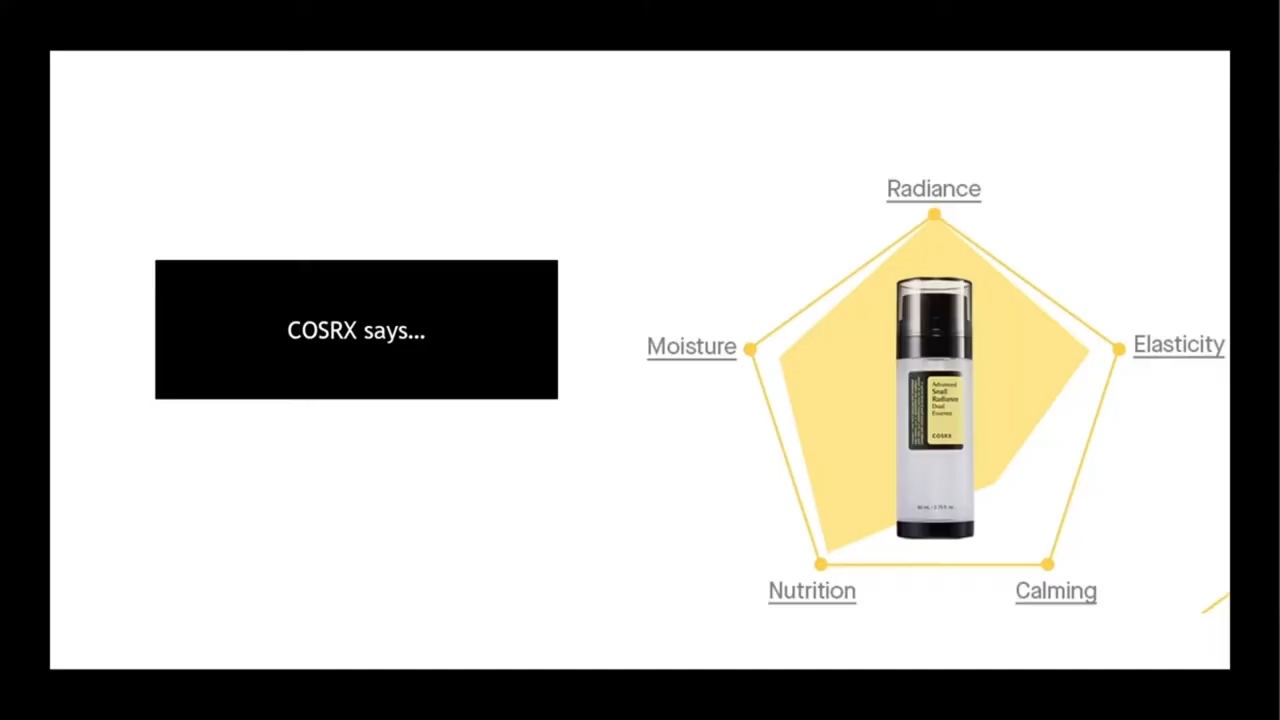 COSRX says...
Radiance
Moisture
Elasticity
Advanced
Snail
Radiance
Dual
Essence
COSRX
Nutrition
Calming